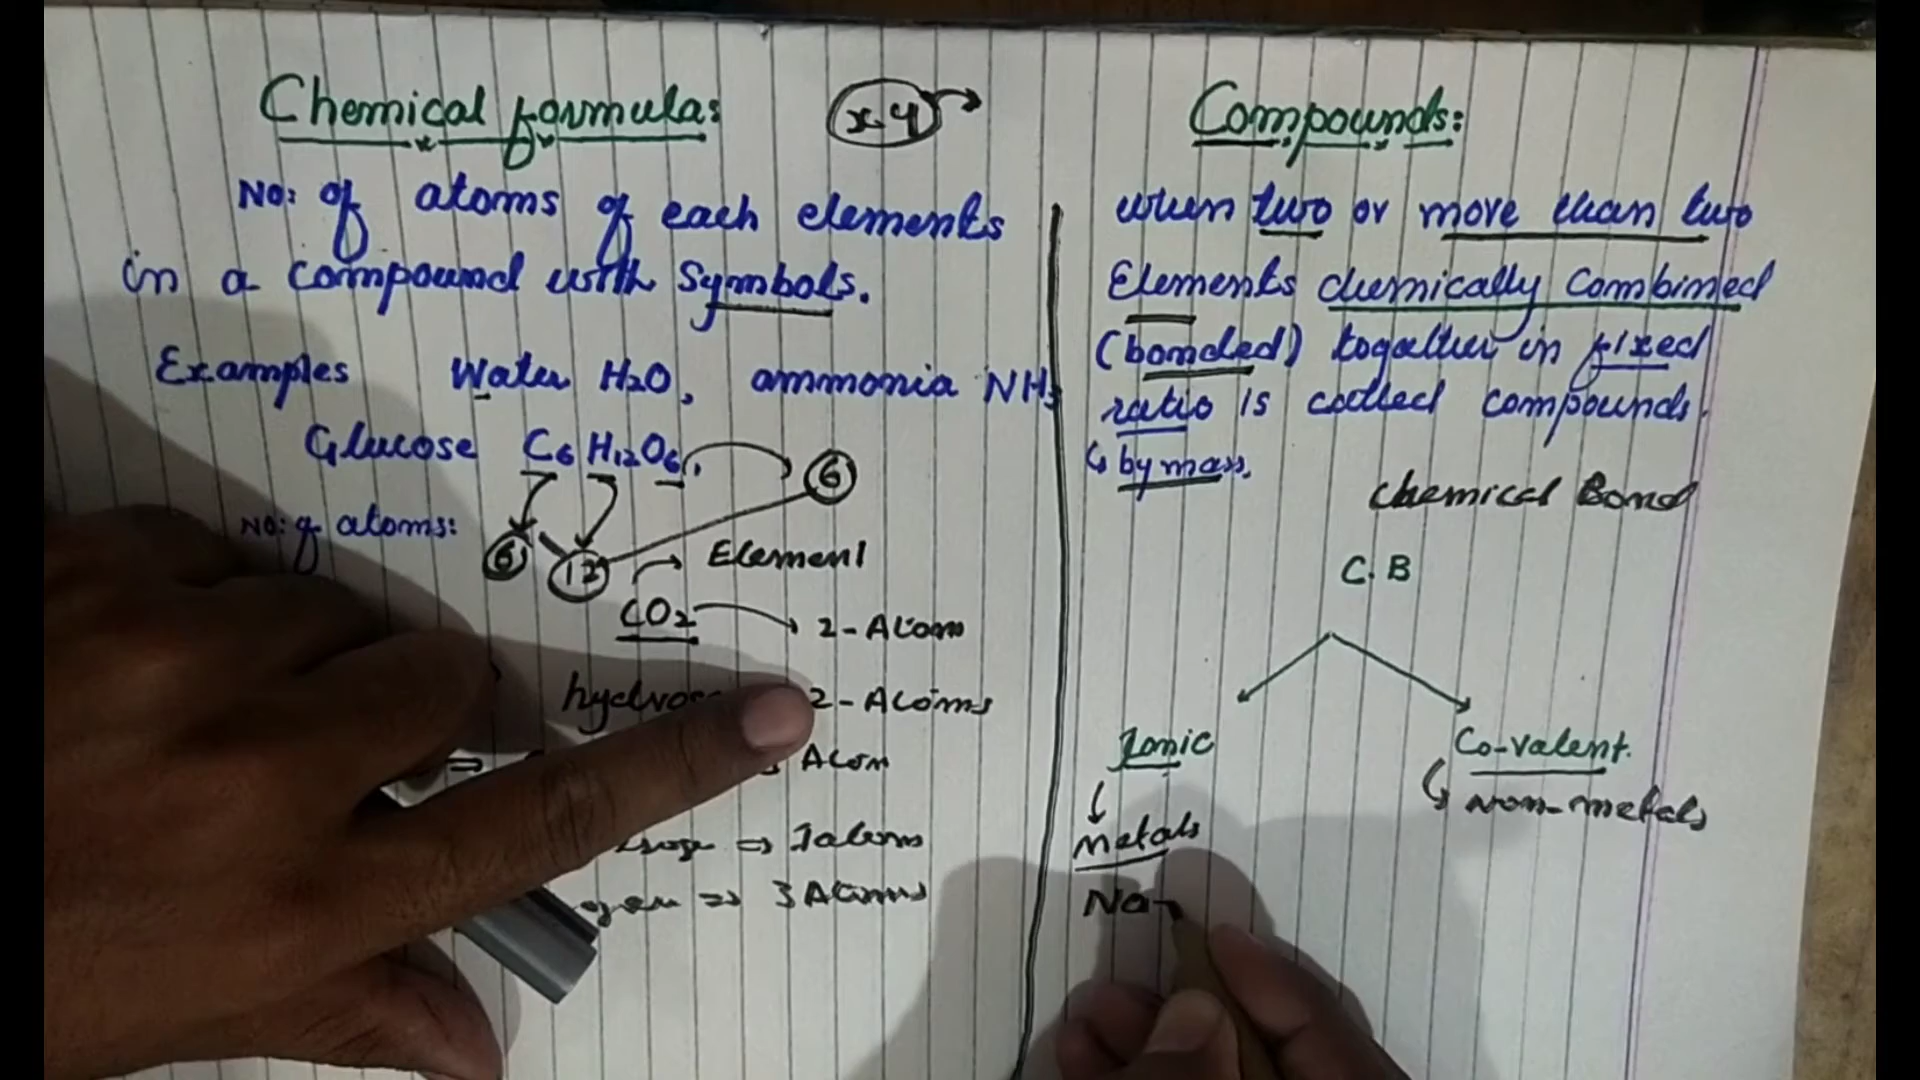 Chemical formula:
x-4
No: of atoms of each elements
in a compound with symbols.
Examples Water H2O, ammonia NH3
Glucose C6 H12O6,
6
No: of atoms:
6 12
Element
CO2 2-Atom
2-Atoms
Atom
⇒ 1atom
⇒ 3 Atoms
Compounds:
when two or more than two
Elements chemically combined
(bonded) together in fixed
ratio is called compounds.
by mass.
Chemical Bond
C.B
Ionic Co-valent.
Metals Non-metals
Na